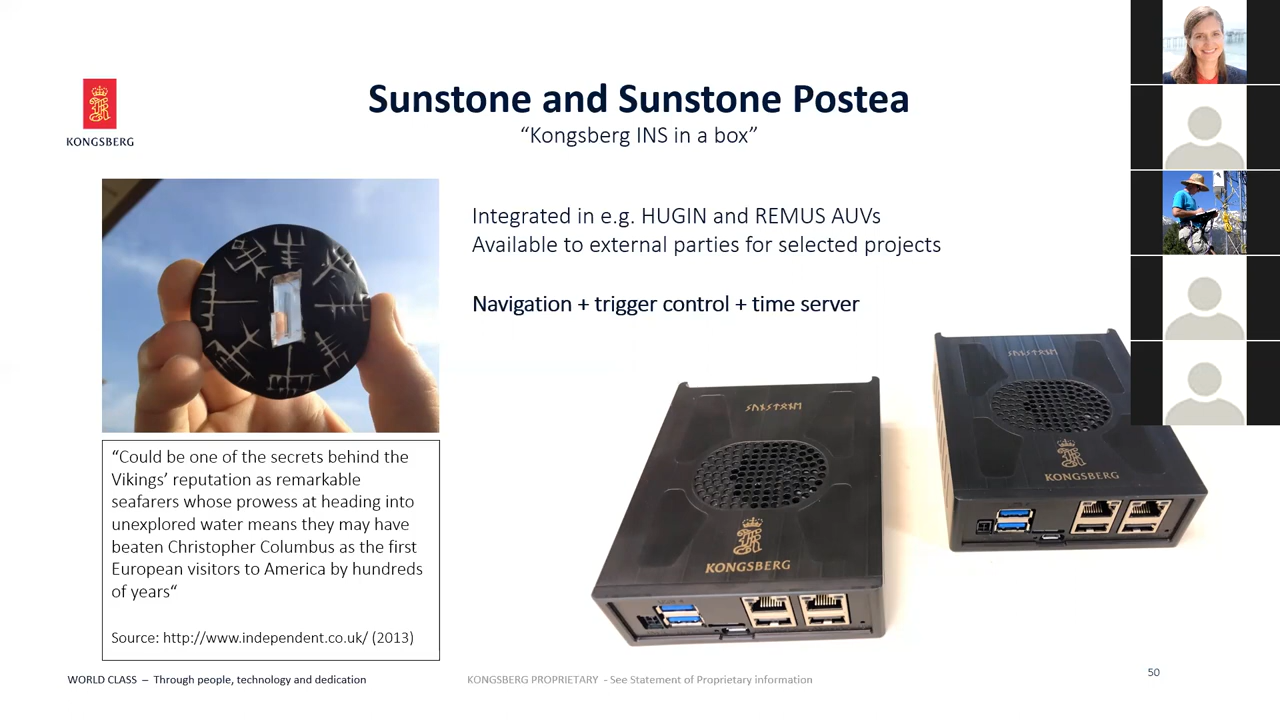 Sunstone and Sunstone Postea
“Kongsberg INS in a box”
KONGSBERG
Integrated in e.g. HUGIN and REMUS AUVs
Available to external parties for selected projects
Navigation + trigger control + time server
“Could be one of the secrets behind the
Vikings’ reputation as remarkable
seafarers whose prowess at heading into
unexplored water means they may have
beaten Christopher Columbus as the first
European visitors to America by hundreds
of years“
Source: http://www.independent.co.uk/ (2013)
KONGSBERG
KONGSBERG
WORLD CLASS – Through people, technology and dedication
KONGSBERG PROPRIETARY - See Statement of Proprietary information
50